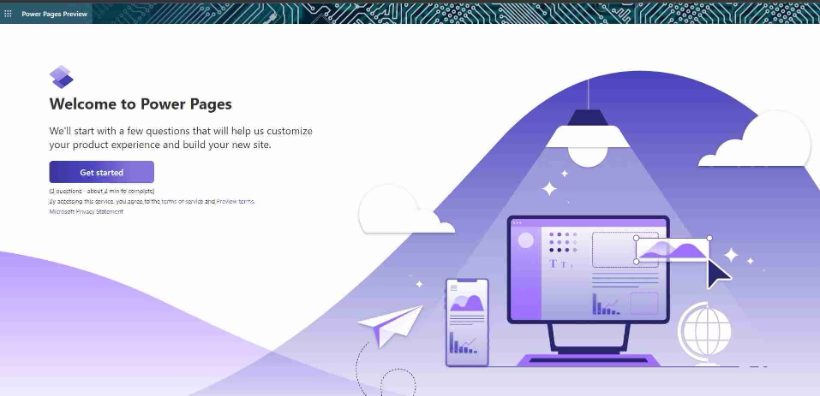 Power Pages Preview
Welcome to Power Pages
We'll start with a few questions that will help us customize
your product experience and build your new site.
Get started
questions - about min to complete
By accessing this service, you agree to the terms of service and Preview terms.
Microsoft Privacy Statement
T T T